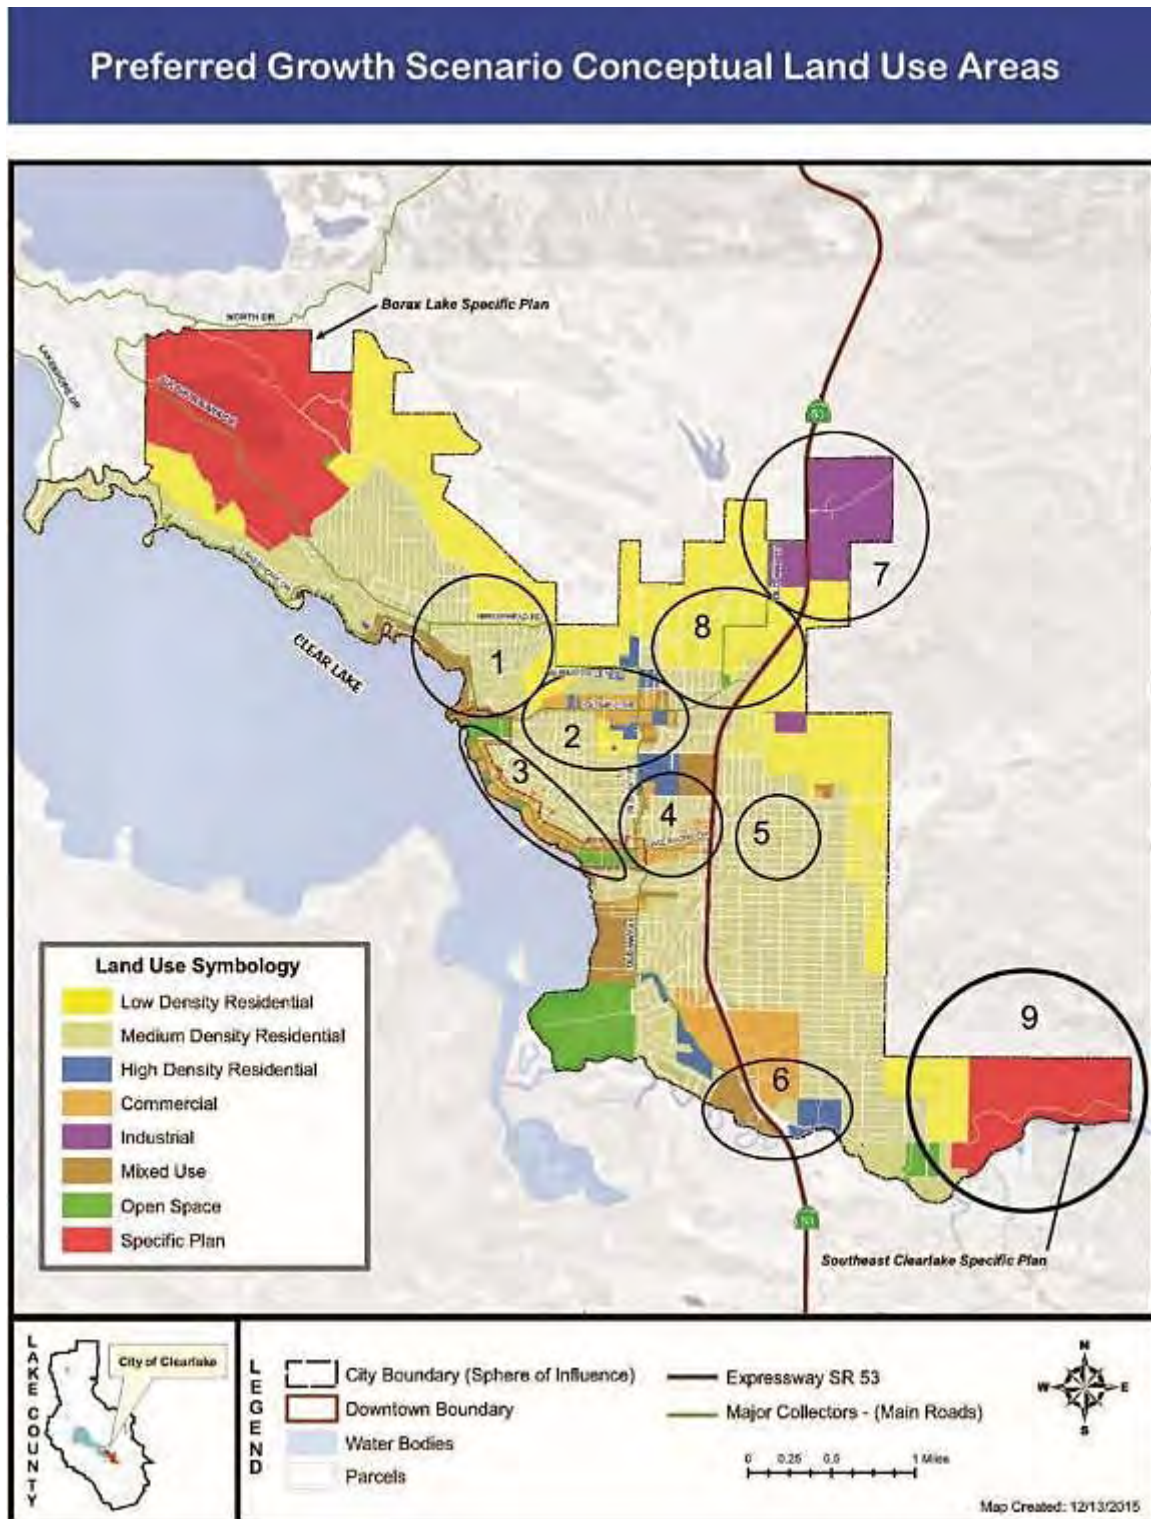 Preferred Growth Scenario Conceptual Land Use Areas
Borax Lake Specific Plan
NORTH DR
LAKESHORE DR
53
7
8
1
CLEAR LAKE
2
3
4
5
9
6
Land Use Symbology
Low Density Residential
Medium Density Residential
High Density Residential
Commercial
Industrial
Mixed Use
Open Space
Specific Plan
53
Southeast Clearlake Specific Plan
LAKE COUNTY
City of Clearlake
LEGEND
City Boundary (Sphere of Influence)
Downtown Boundary
Water Bodies
Parcels
Expressway SR 53
Major Collectors - (Main Roads)
0 0.25 0.5 1 Miles
N
W E
S
Map Created: 12/13/2015